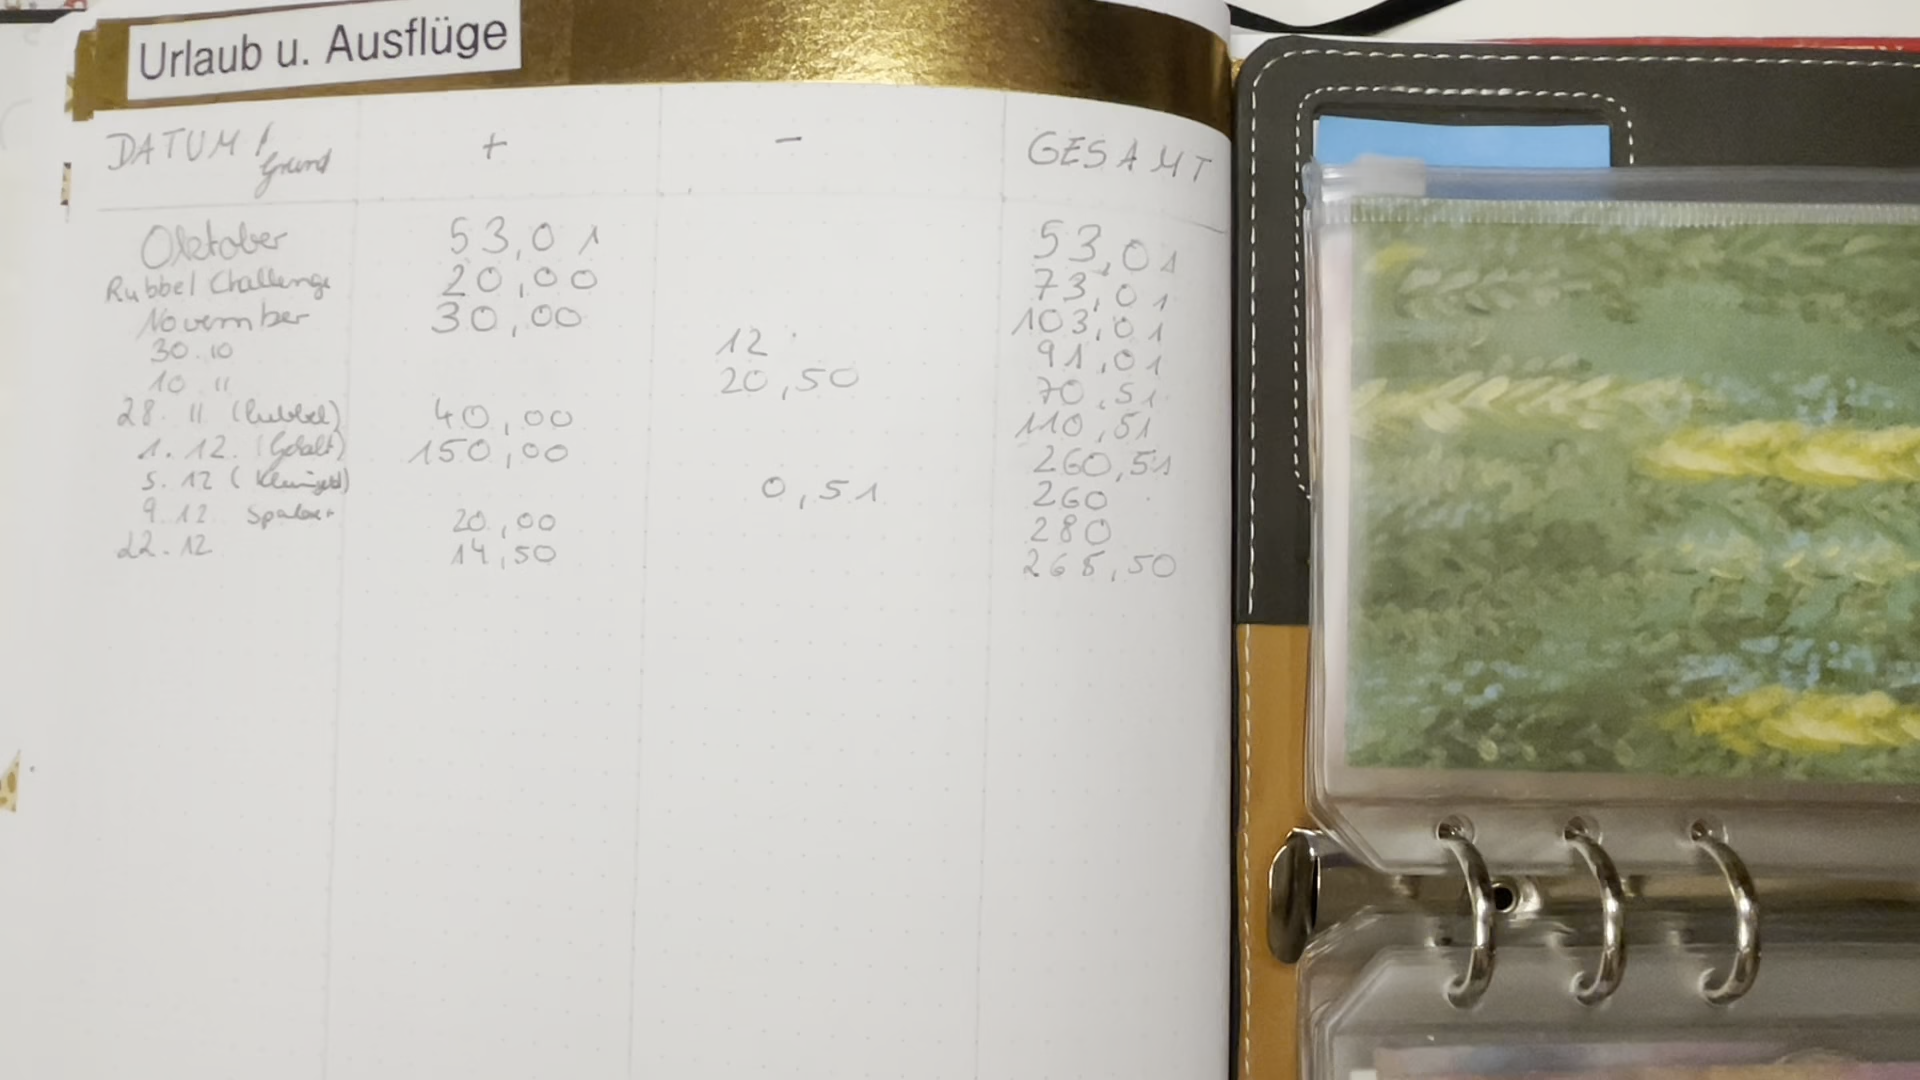 Urlaub u. Ausflüge
DATUM / Grund + - GESAMT
Oktober 53,01 53,01
Rubbel Challenge 20,00 73,01
November 30,00 103,01
30.10 12 91,01
10 11 20,50 70,51
28. 11 (Rubbel) 40,00 110,51
1. 12. (Gehalt) 150,00 260,51
5. 12 (Kleingeld) 0,51 260
9.12 20,00 280
22.12 14,50 265,50